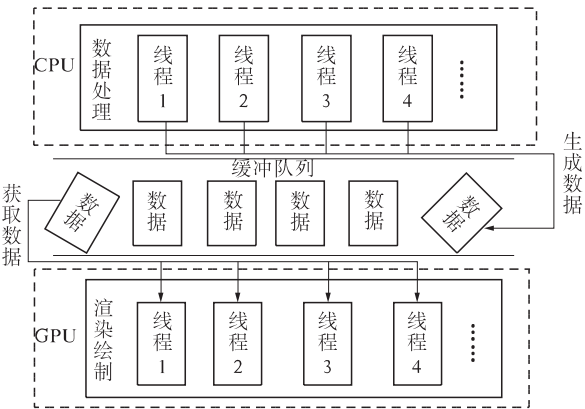 CPU
数据处理
线程1
线程2
线程3
线程4
……
生成数据
缓冲队列
获取数据
数据
数据
数据
数据
数据
数据
GPU
渲染绘制
线程1
线程2
线程3
线程4
……